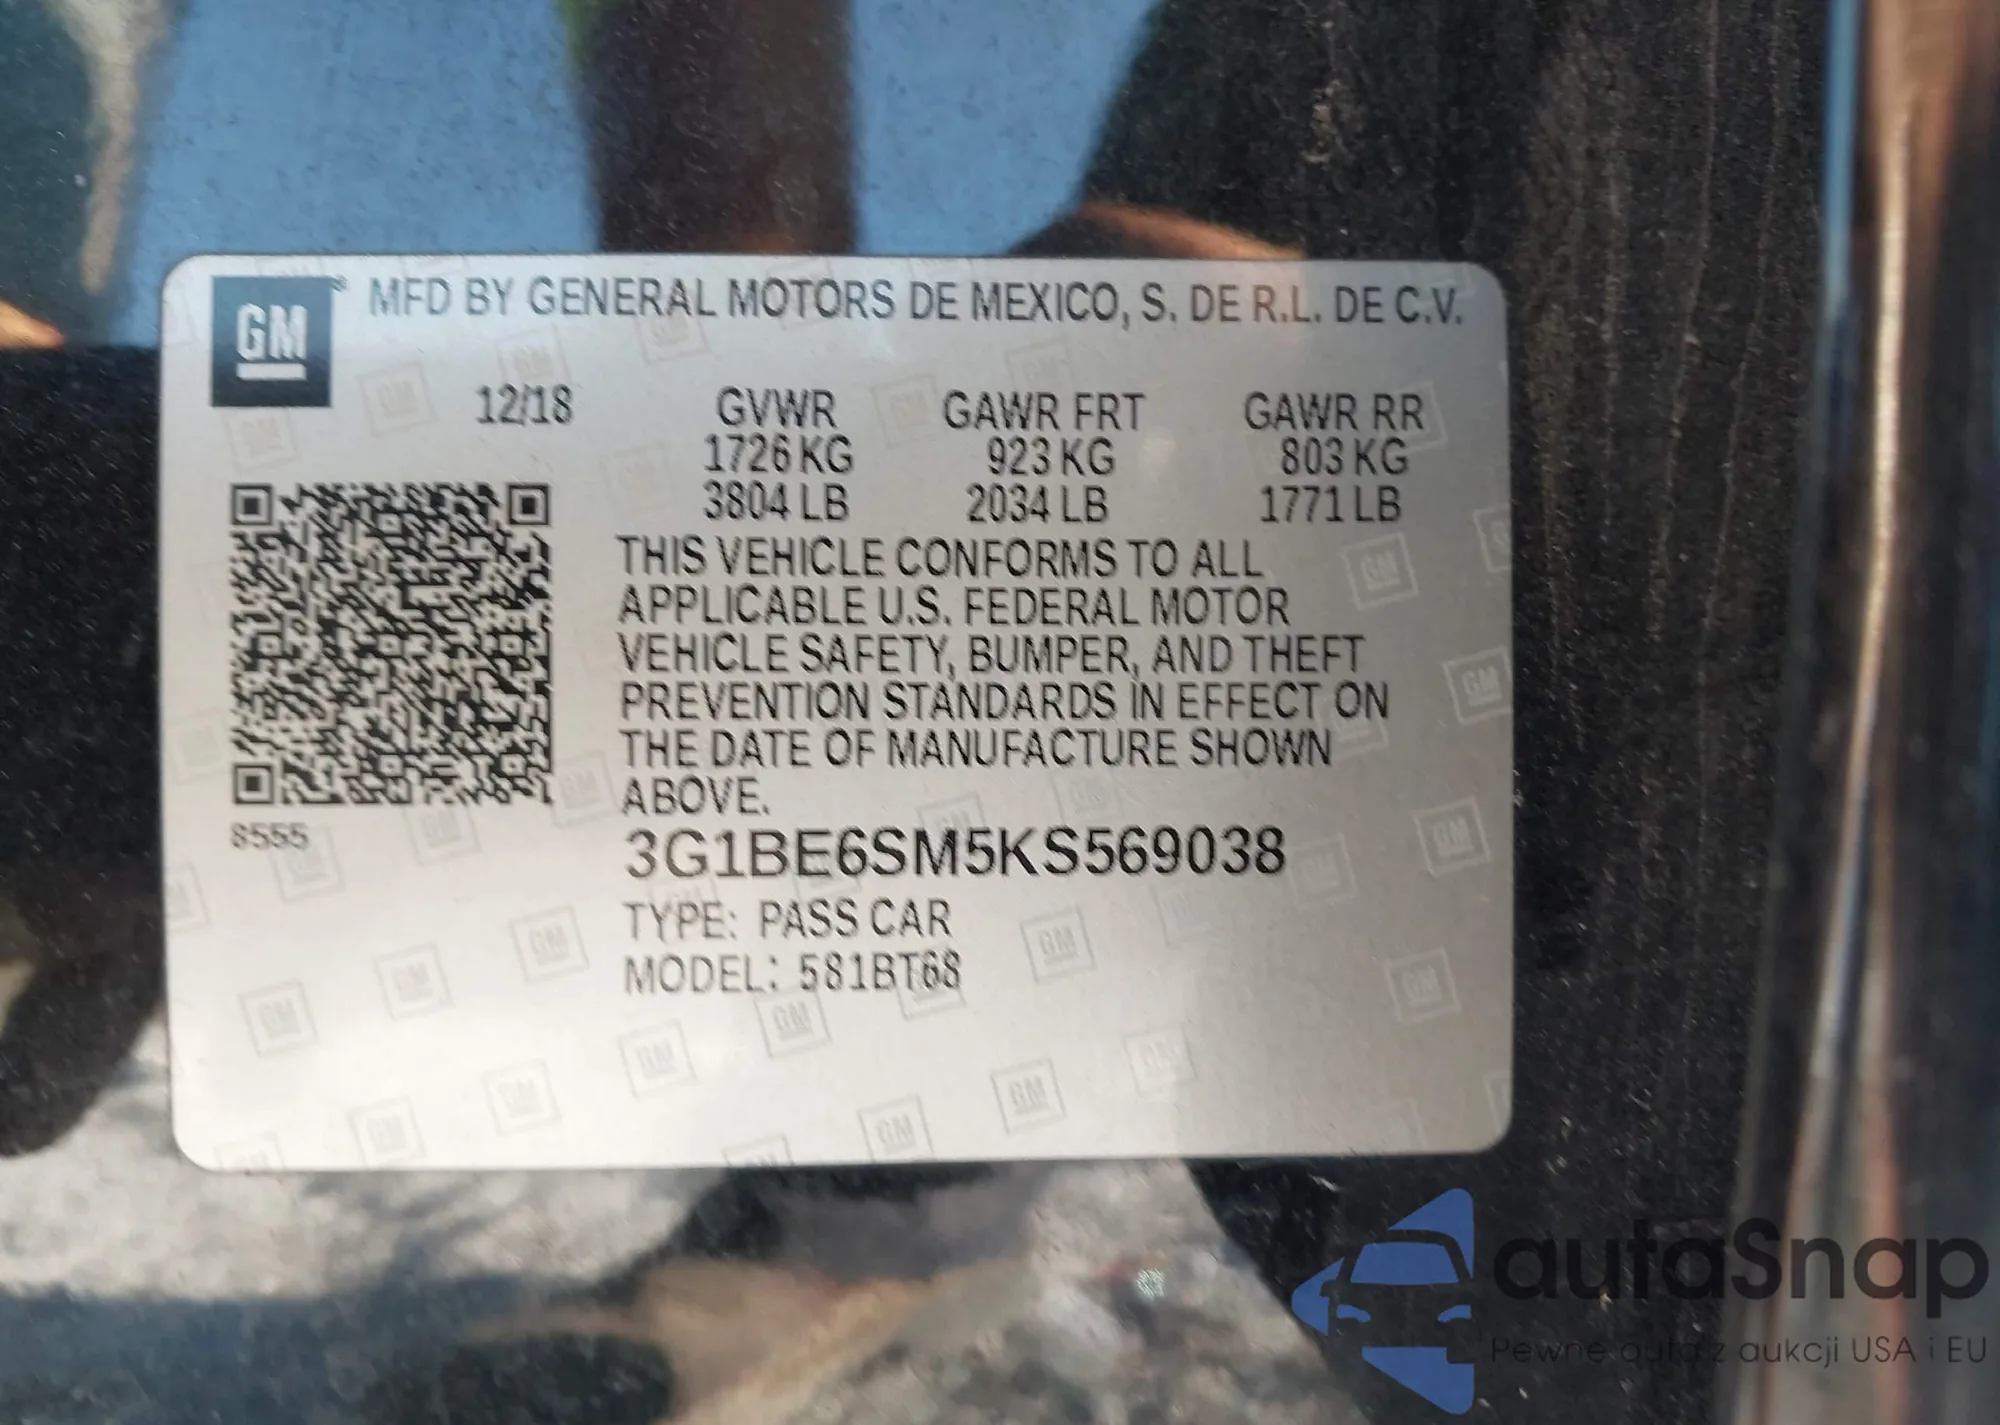 GM® MFD BY GENERAL MOTORS DE MEXICO, S. DE R.L. DE C.V.
12/18 GVWR GAWR FRT GAWR RR
1726 KG 923 KG 803 KG
3804 LB 2034 LB 1771 LB
THIS VEHICLE CONFORMS TO ALL
APPLICABLE U.S. FEDERAL MOTOR
VEHICLE SAFETY, BUMPER, AND THEFT
PREVENTION STANDARDS IN EFFECT ON
THE DATE OF MANUFACTURE SHOWN
ABOVE.
8555
3G1BE6SM5KS569038
TYPE: PASS CAR
MODEL: 581BT68
autaSnap
Pewne auta z aukcji USA i EU